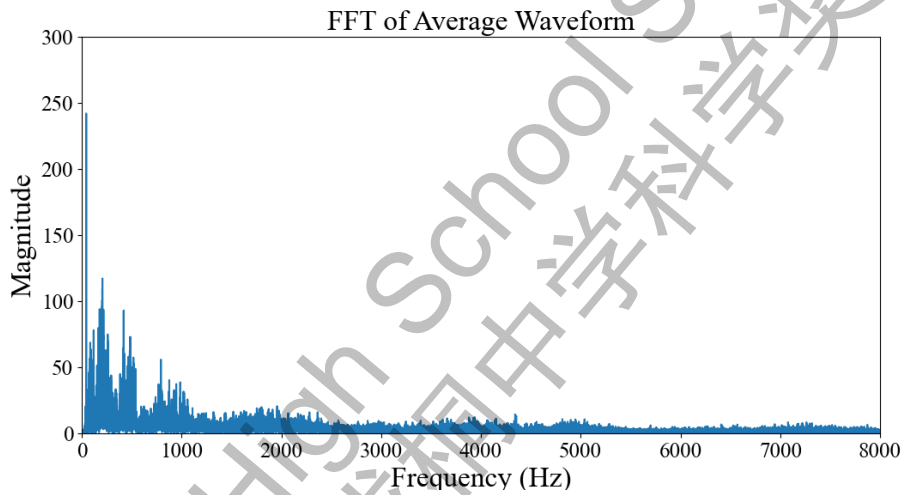 FFT of Average Waveform
300
250
200
150
100
50
0
Magnitude
0 1000 2000 3000 4000 5000 6000 7000 8000
Frequency (Hz)
High School S
中学科学奖